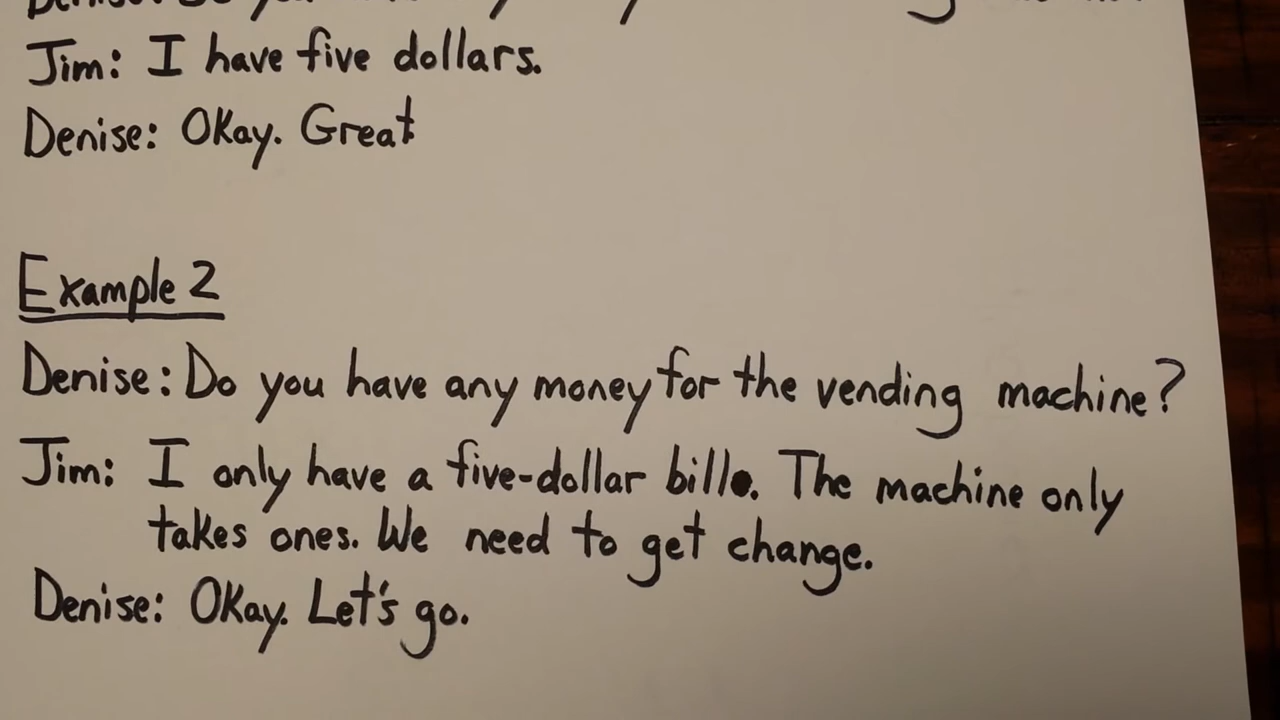 Jim: I have five dollars.
Denise: Okay. Great
Example 2
Denise: Do you have any money for the vending machine?
Jim: I only have a five-dollar bill. The machine only
takes ones. We need to get change.
Denise: Okay. Let's go.